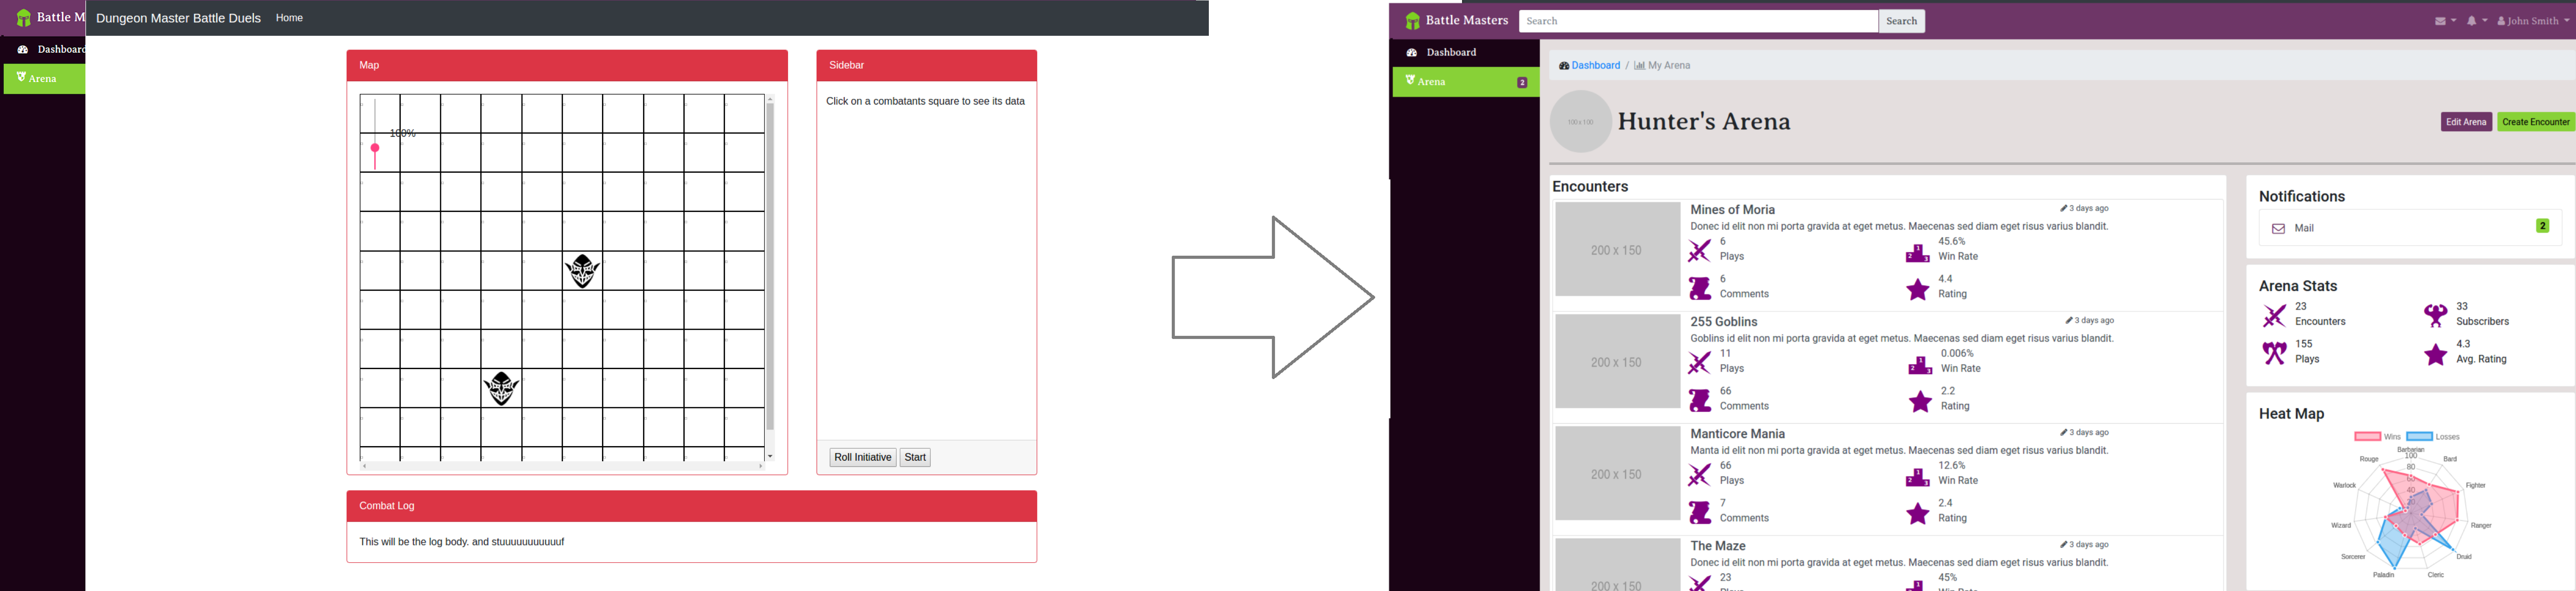 Battle M
Dashboard
Arena
Dungeon Master Battle Duels Home
Map
100%
Sidebar
Click on a combatants square to see its data
Roll Initiative Start
Combat Log
This will be the log body. and stuuuuuuuuuuf
Battle Masters Search Search John Smith
Dashboard
Arena 2
Dashboard / My Arena
100 x 100
Hunter's Arena
Edit Arena Create Encounter
Encounters
200 x 150
Mines of Moria 3 days ago
Donec id elit non mi porta gravida at eget metus. Maecenas sed diam eget risus varius blandit.
6 45.6%
Plays Win Rate
6 4.4
Comments Rating
200 x 150
255 Goblins 3 days ago
Goblins id elit non mi porta gravida at eget metus. Maecenas sed diam eget risus varius blandit.
11 0.006%
Plays Win Rate
66 2.2
Comments Rating
200 x 150
Manticore Mania 3 days ago
Manta id elit non mi porta gravida at eget metus. Maecenas sed diam eget risus varius blandit.
66 12.6%
Plays Win Rate
7 2.4
Comments Rating
200 x 150
The Maze 3 days ago
Donec id elit non mi porta gravida at eget metus. Maecenas sed diam eget risus varius blandit.
23 45%
Plays Win Rate
Notifications
Mail 2
Arena Stats
23 33
Encounters Subscribers
155 4.3
Plays Avg. Rating
Heat Map
Wins Losses
Barbarian
Bard
Fighter
Ranger
Druid
Cleric
Paladin
Sorcerer
Wizard
Warlock
Rouge
100
80
60
40
20